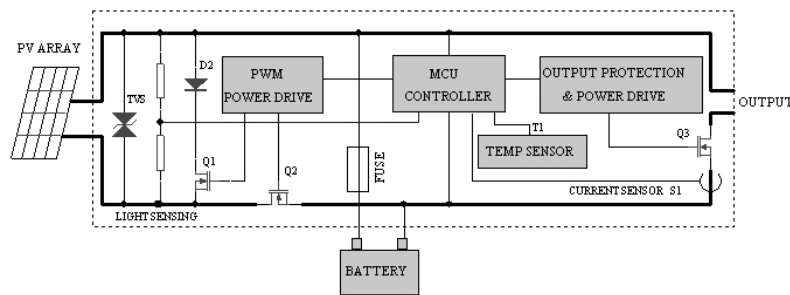 PV ARRAY
TVS
D2
PWM
POWER DRIVE
MCU
CONTROLLER
OUTPUT PROTECTION
& POWER DRIVE
OUTPUT
T1
TEMP SENSOR
Q1
Q2
Q3
FUSE
CURRENTSENSOR S1
LIGHTSENSING
BATTERY